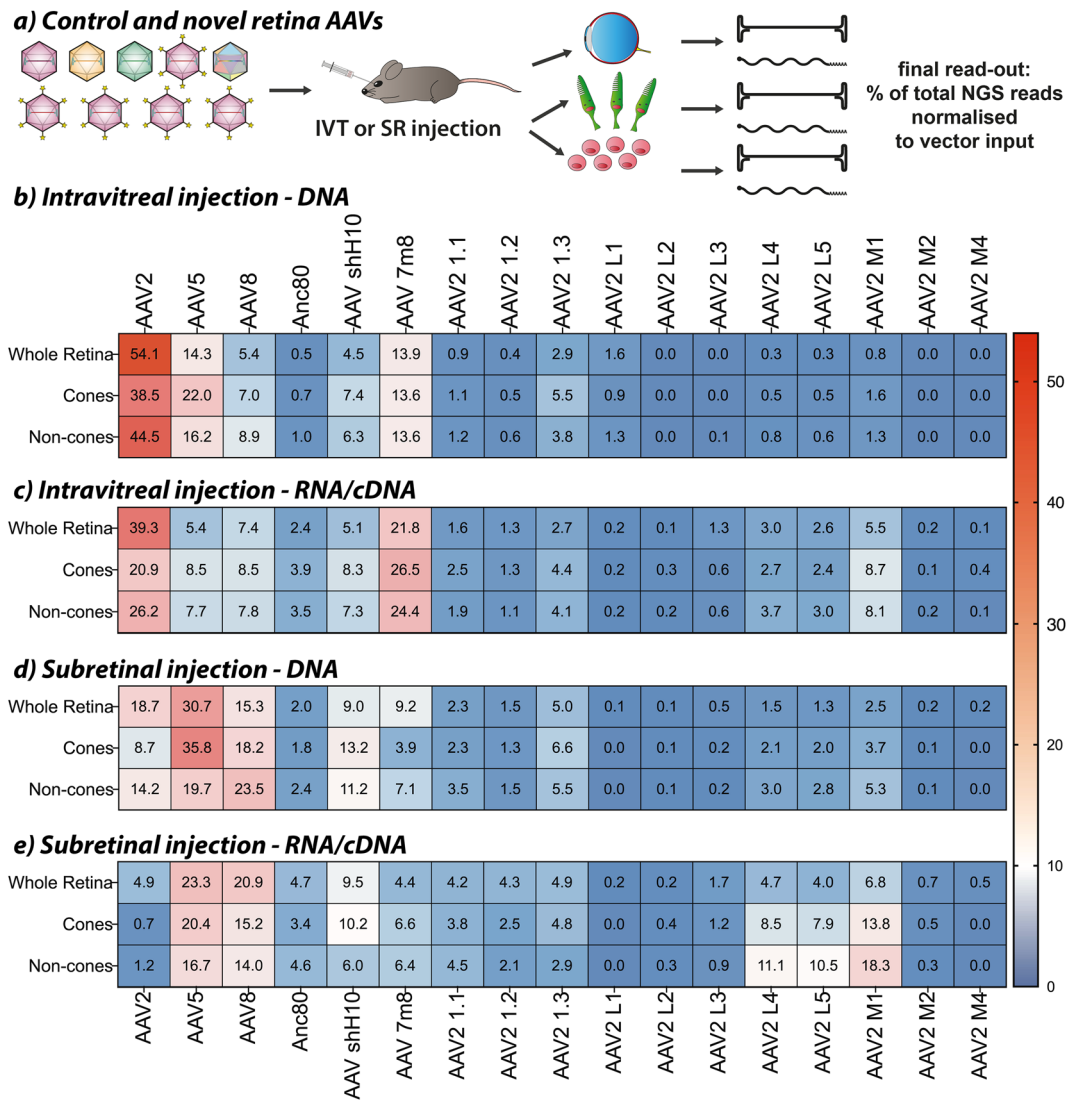 a) Control and novel retina AAVs
IVT or SR injection
final read-out:
% of total NGS reads
normalised
to vector input
b) Intravitreal injection - DNA
AAV2 AAV5 AAV8 Anc80 AAV shH10 AAV 7m8 AAV2 1.1 AAV2 1.2 AAV2 1.3 AAV2 L1 AAV2 L2 AAV2 L3 AAV2 L4 AAV2 L5 AAV2 M1 AAV2 M2 AAV2 M4
Whole Retina 54.1 14.3 5.4 0.5 4.5 13.9 0.9 0.4 2.9 1.6 0.0 0.0 0.3 0.3 0.8 0.0 0.0
Cones 38.5 22.0 7.0 0.7 7.4 13.6 1.1 0.5 5.5 0.9 0.0 0.0 0.5 0.5 1.6 0.0 0.0
Non-cones 44.5 16.2 8.9 1.0 6.3 13.6 1.2 0.6 3.8 1.3 0.0 0.1 0.8 0.6 1.3 0.0 0.0
c) Intravitreal injection - RNA/cDNA
Whole Retina 39.3 5.4 7.4 2.4 5.1 21.8 1.6 1.3 2.7 0.2 0.1 1.3 3.0 2.6 5.5 0.2 0.1
Cones 20.9 8.5 8.5 3.9 8.3 26.5 2.5 1.3 4.4 0.2 0.3 0.6 2.7 2.4 8.7 0.1 0.4
Non-cones 26.2 7.7 7.8 3.5 7.3 24.4 1.9 1.1 4.1 0.2 0.2 0.6 3.7 3.0 8.1 0.2 0.1
d) Subretinal injection - DNA
Whole Retina 18.7 30.7 15.3 2.0 9.0 9.2 2.3 1.5 5.0 0.1 0.1 0.5 1.5 1.3 2.5 0.2 0.2
Cones 8.7 35.8 18.2 1.8 13.2 3.9 2.3 1.3 6.6 0.0 0.1 0.2 2.1 2.0 3.7 0.1 0.0
Non-cones 14.2 19.7 23.5 2.4 11.2 7.1 3.5 1.5 5.5 0.0 0.1 0.2 3.0 2.8 5.3 0.1 0.0
e) Subretinal injection - RNA/cDNA
Whole Retina 4.9 23.3 20.9 4.7 9.5 4.4 4.2 4.3 4.9 0.2 0.2 1.7 4.7 4.0 6.8 0.7 0.5
Cones 0.7 20.4 15.2 3.4 10.2 6.6 3.8 2.5 4.8 0.0 0.4 1.2 8.5 7.9 13.8 0.5 0.0
Non-cones 1.2 16.7 14.0 4.6 6.0 6.4 4.5 2.1 2.9 0.0 0.3 0.9 11.1 10.5 18.3 0.3 0.0
AAV2 AAV5 AAV8 Anc80 AAV shH10 AAV 7m8 AAV2 1.1 AAV2 1.2 AAV2 1.3 AAV2 L1 AAV2 L2 AAV2 L3 AAV2 L4 AAV2 L5 AAV2 M1 AAV2 M2 AAV2 M4
50
40
30
20
10
0